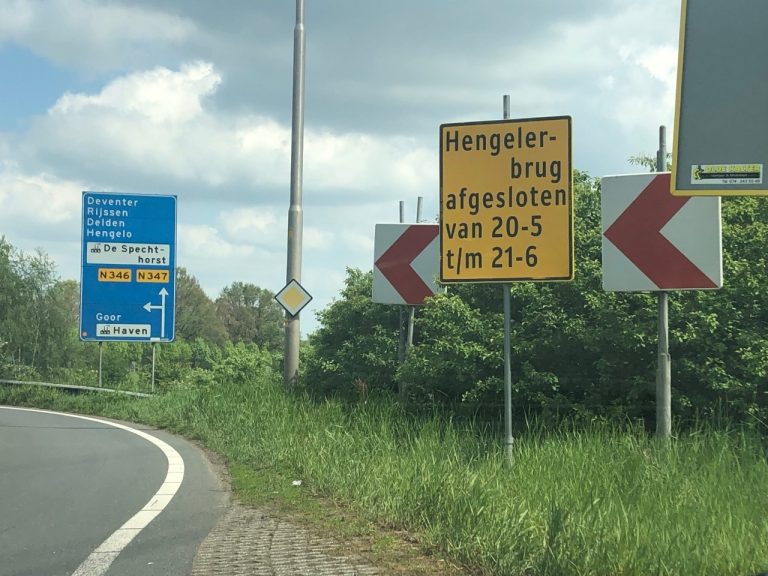 Deventer
Rijssen
Delden
Hengelo
De Specht-
horst
N346 N347
Goor
Haven
Hengeler-
brug
afgesloten
van 20-5
t/m 21-6